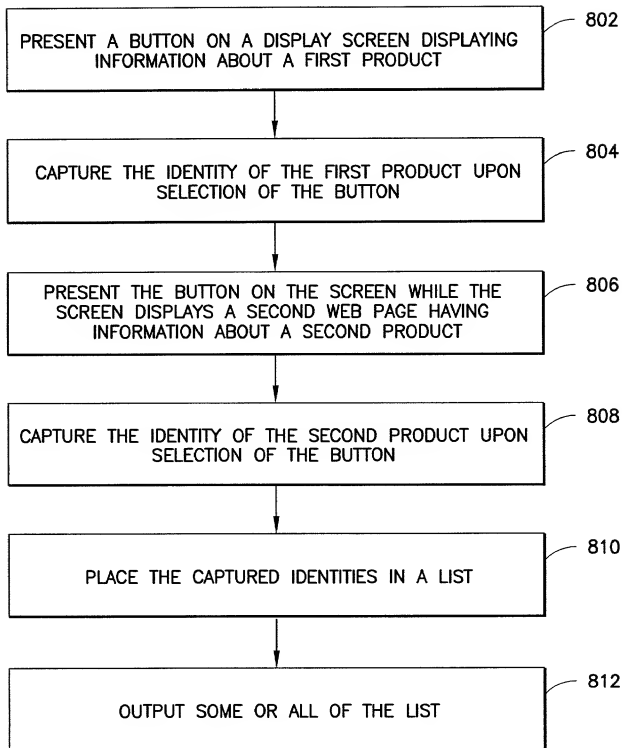 802
PRESENT A BUTTON ON A DISPLAY SCREEN DISPLAYING
INFORMATION ABOUT A FIRST PRODUCT
804
CAPTURE THE IDENTITY OF THE FIRST PRODUCT UPON
SELECTION OF THE BUTTON
806
PRESENT THE BUTTON ON THE SCREEN WHILE THE
SCREEN DISPLAYS A SECOND WEB PAGE HAVING
INFORMATION ABOUT A SECOND PRODUCT
808
CAPTURE THE IDENTITY OF THE SECOND PRODUCT UPON
SELECTION OF THE BUTTON
810
PLACE THE CAPTURED IDENTITIES IN A LIST
812
OUTPUT SOME OR ALL OF THE LIST